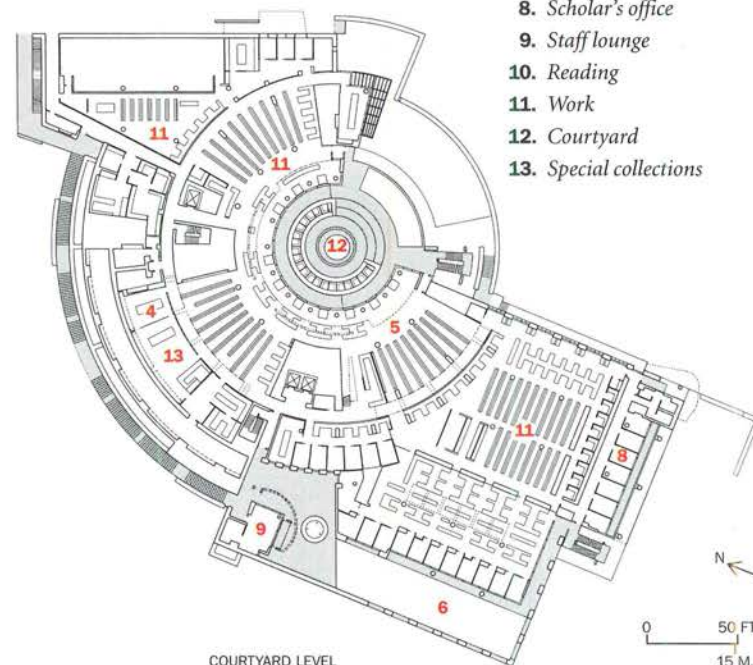 8. Scholar's office
9. Staff lounge
10. Reading
11. Work
12. Courtyard
13. Special collections
11
11
12
4
5
13
11
8
9
6
N
0 50 FT
15 M
COURTYARD LEVEL